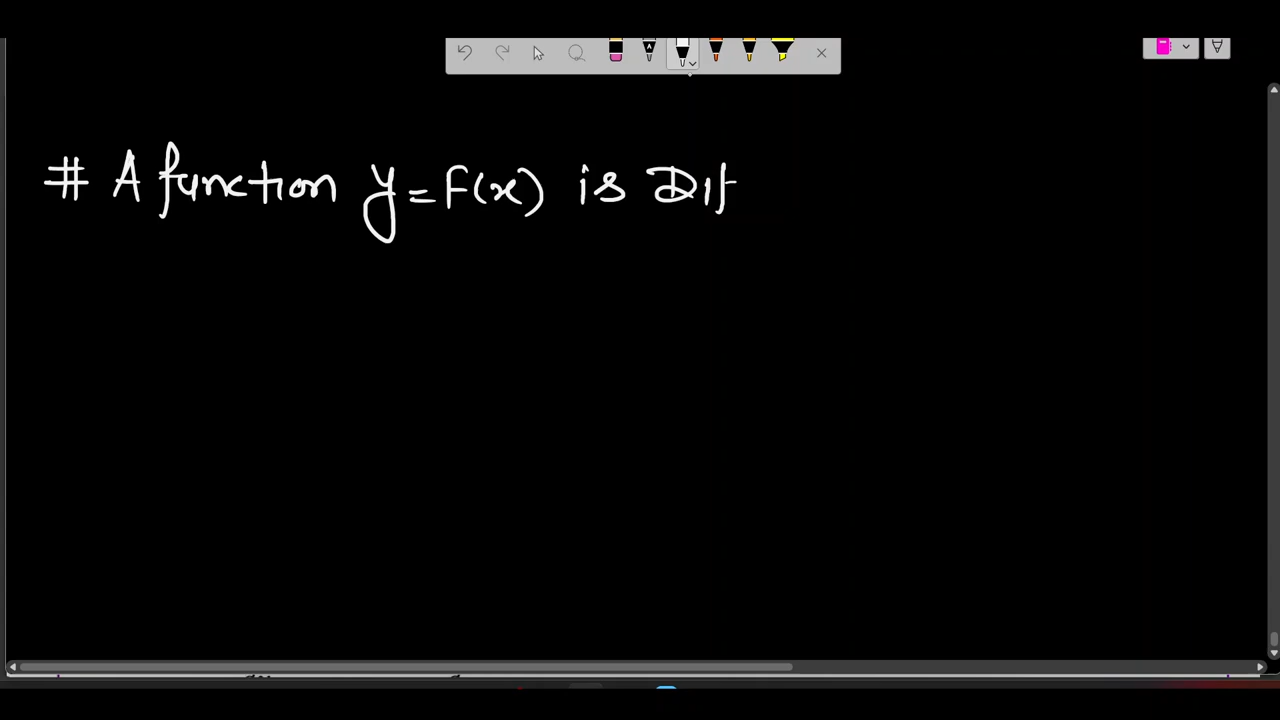 # A function y=f(x) is Dif